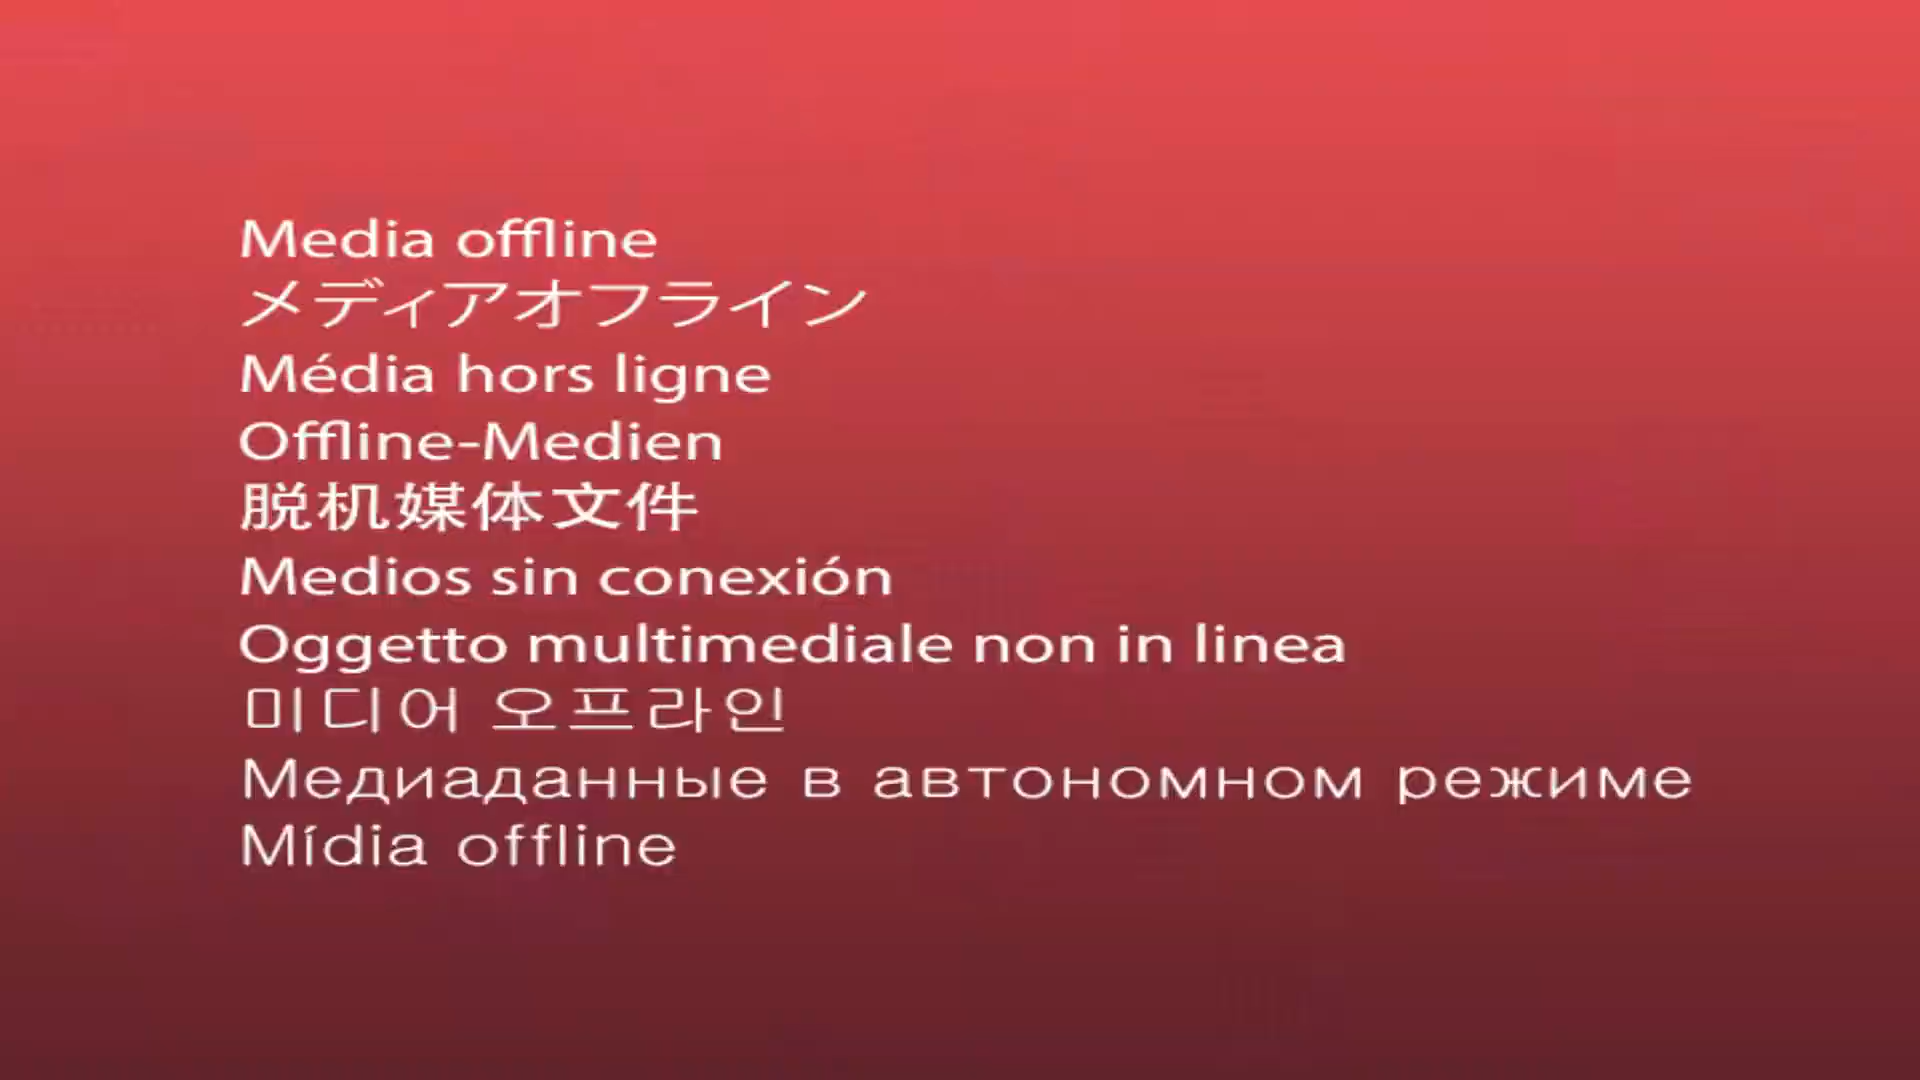 Media offline
メディアオフライン
Média hors ligne
Offline-Medien
脱机媒体文件
Medios sin conexión
Oggetto multimediale non in linea
미디어 오프라인
Медиаданные в автономном режиме
Mídia offline